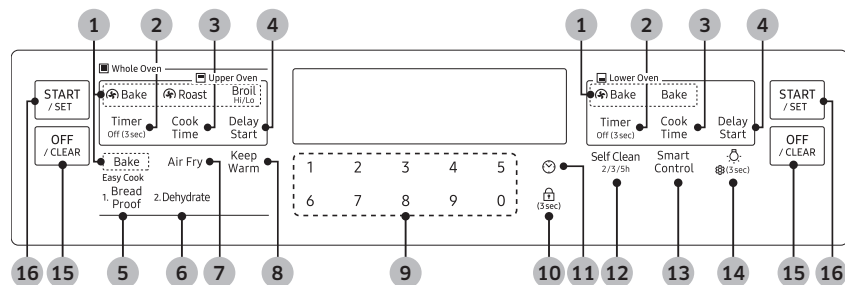 1 2 3 4 1 2 3 4
Whole Oven
Upper Oven
Lower Oven
START
/ SET
Bake Roast Broil
Hi/Lo
Bake Bake
START
/ SET
Timer
Off (3 sec)
Cook
Time
Delay
Start
Timer
Off (3 sec)
Cook
Time
Delay
Start
OFF
/ CLEAR
Bake
Air Fry
Keep
Warm
1 2 3 4 5
Self Clean
2/3/5h
Smart
Control
(3 sec)
OFF
/ CLEAR
Easy Cook
1. Bread
Proof
2.Dehydrate
6 7 8 9 0
(3 sec)
16 15 5 6 7 8 9 10 11 12 13 14 15 16